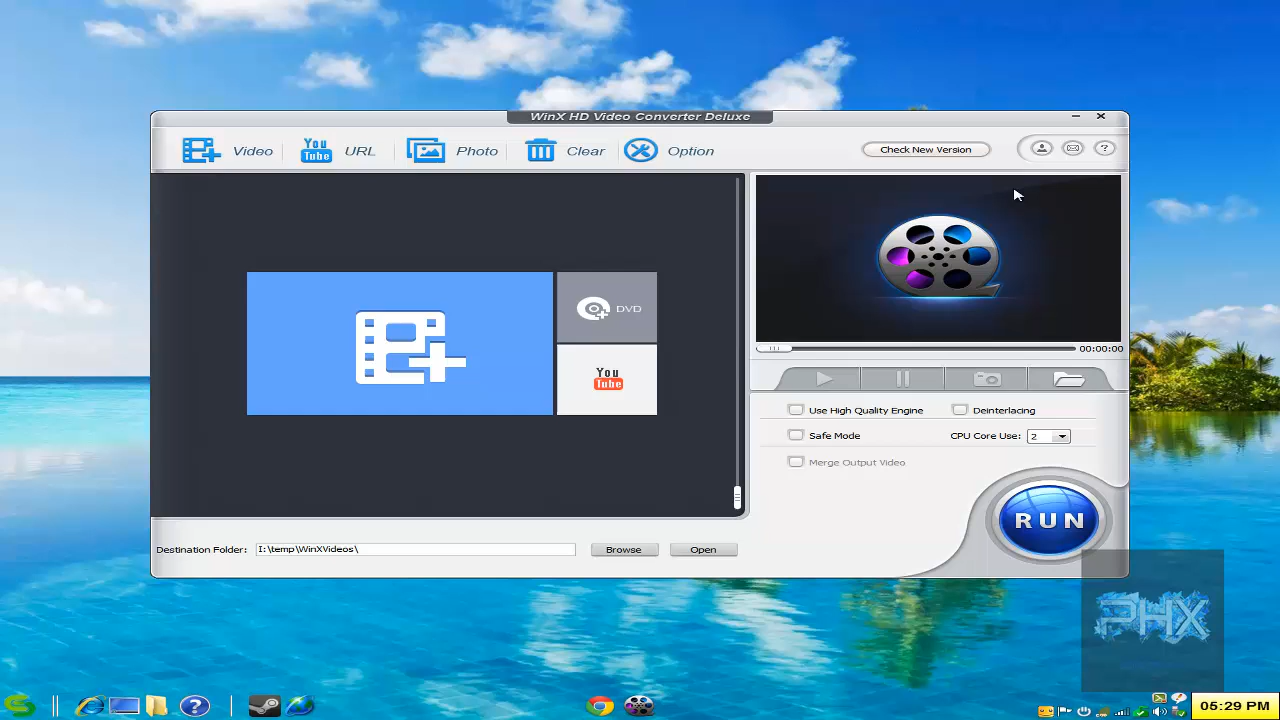 WinX HD Video Converter Deluxe
Video
You Tube URL
Photo
Clear
Option
Check New Version
?
DVD
You
Tube
00:00:00
Use High Quality Engine
Deinterlacing
Safe Mode
CPU Core Use: 2
Merge Output Video
RUN
Destination Folder: I:\temp\WinXVideos\
Browse
Open
PHX
?
05:29 PM